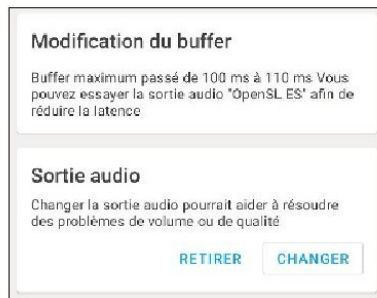 Modification du buffer
Buffer maximum passé de 100 ms à 110 ms Vous
pouvez essayer la sortie audio "OpenSL ES" afin de
réduire la latence
Sortie audio
Changer la sortie audio pourrait aider à résoudre
des problèmes de volume ou de qualité
RETIRER CHANGER